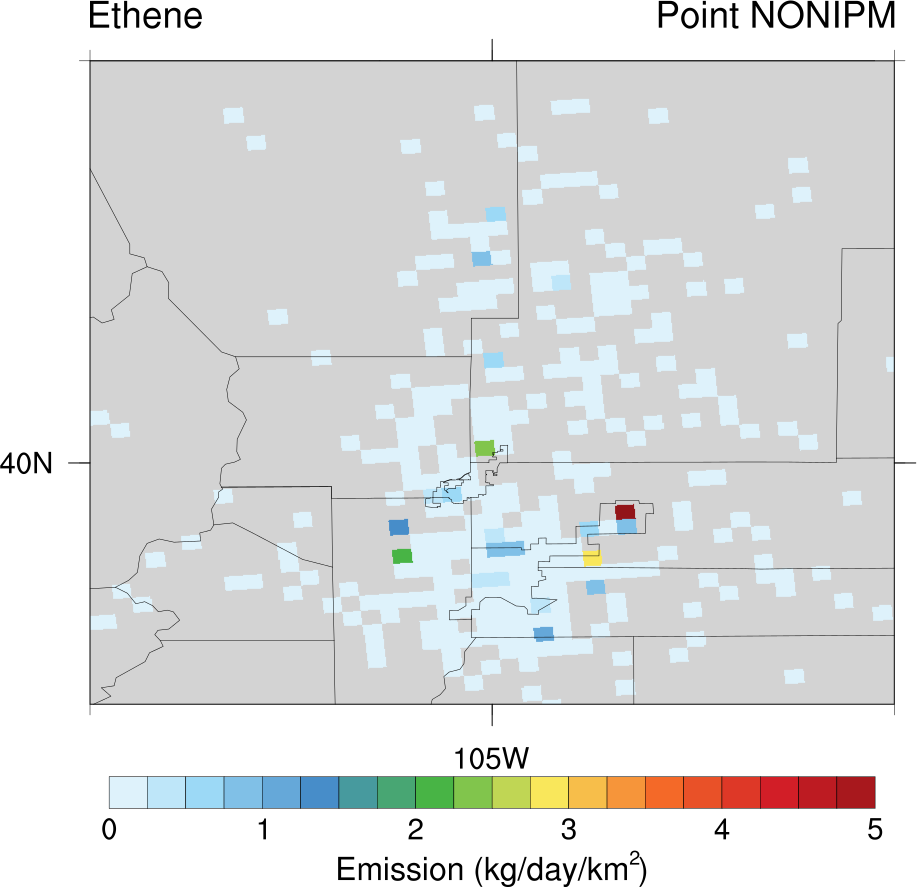 Ethene Point NONIPM
40N
105W
0 1 2 3 4 5
Emission (kg/day/km²)